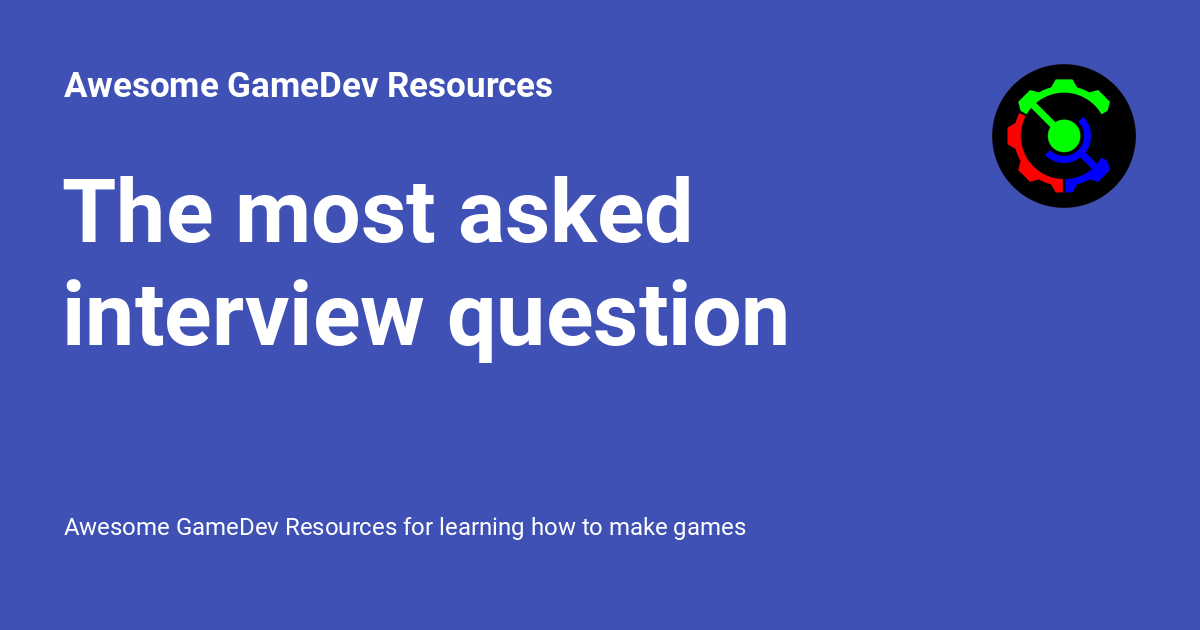 Awesome GameDev Resources
The most asked
interview question
Awesome GameDev Resources for learning how to make games